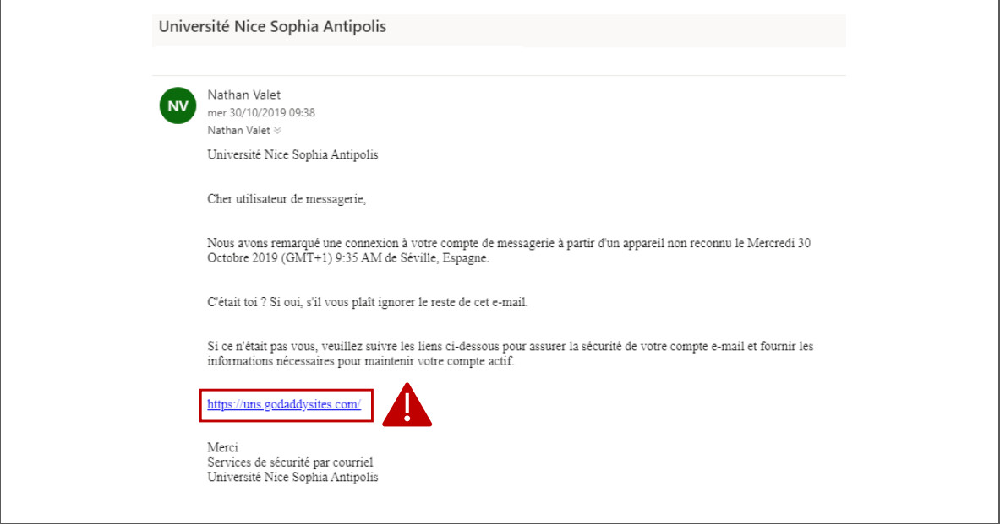 Université Nice Sophia Antipolis
NV
Nathan Valet
mer 30/10/2019 09:38
Nathan Valet
Université Nice Sophia Antipolis
Cher utilisateur de messagerie,
Nous avons remarqué une connexion à votre compte de messagerie à partir d'un appareil non reconnu le Mercredi 30
Octobre 2019 (GMT+1) 9:35 AM de Séville, Espagne.
C'était toi ? Si oui, s'il vous plaît ignorer le reste de cet e-mail.
Si ce n'était pas vous, veuillez suivre les liens ci-dessous pour assurer la sécurité de votre compte e-mail et fournir les
informations nécessaires pour maintenir votre compte actif.
https://uns.godaddysites.com/
!
Merci
Services de sécurité par courriel
Université Nice Sophia Antipolis